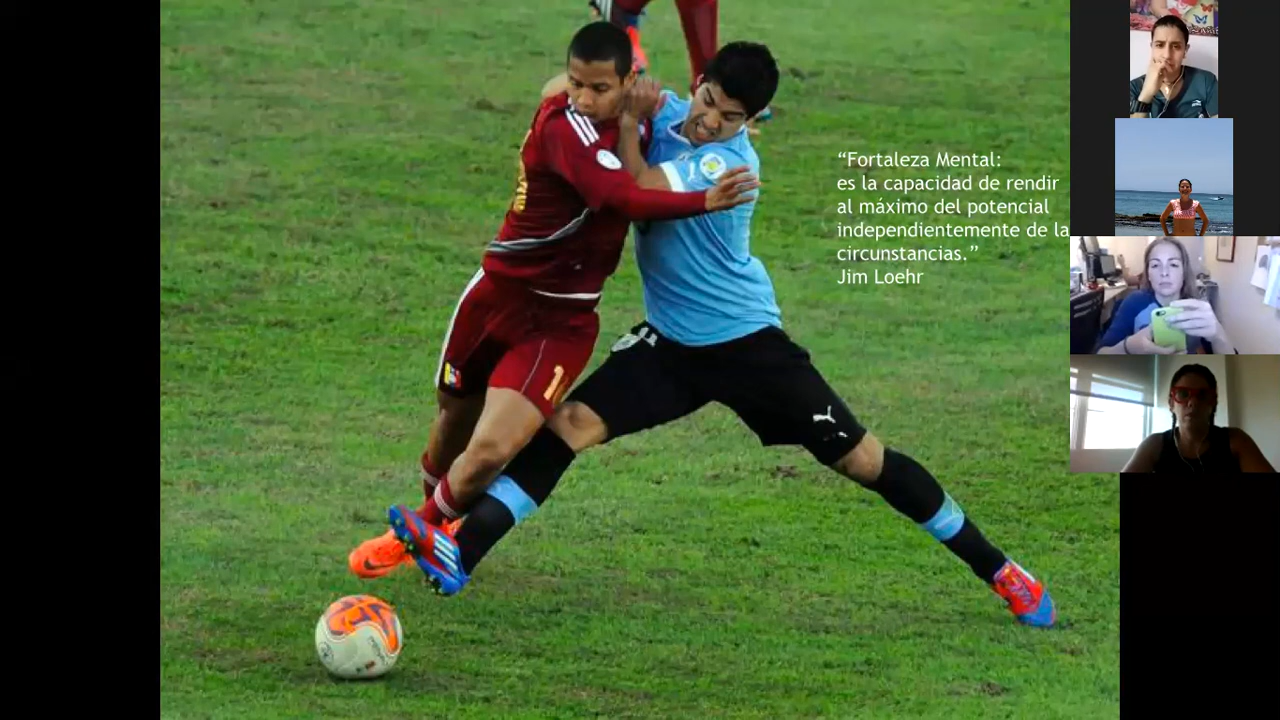 “Fortaleza Mental:
es la capacidad de rendir
al máximo del potencial
independientemente de la
circunstancias.”
Jim Loehr